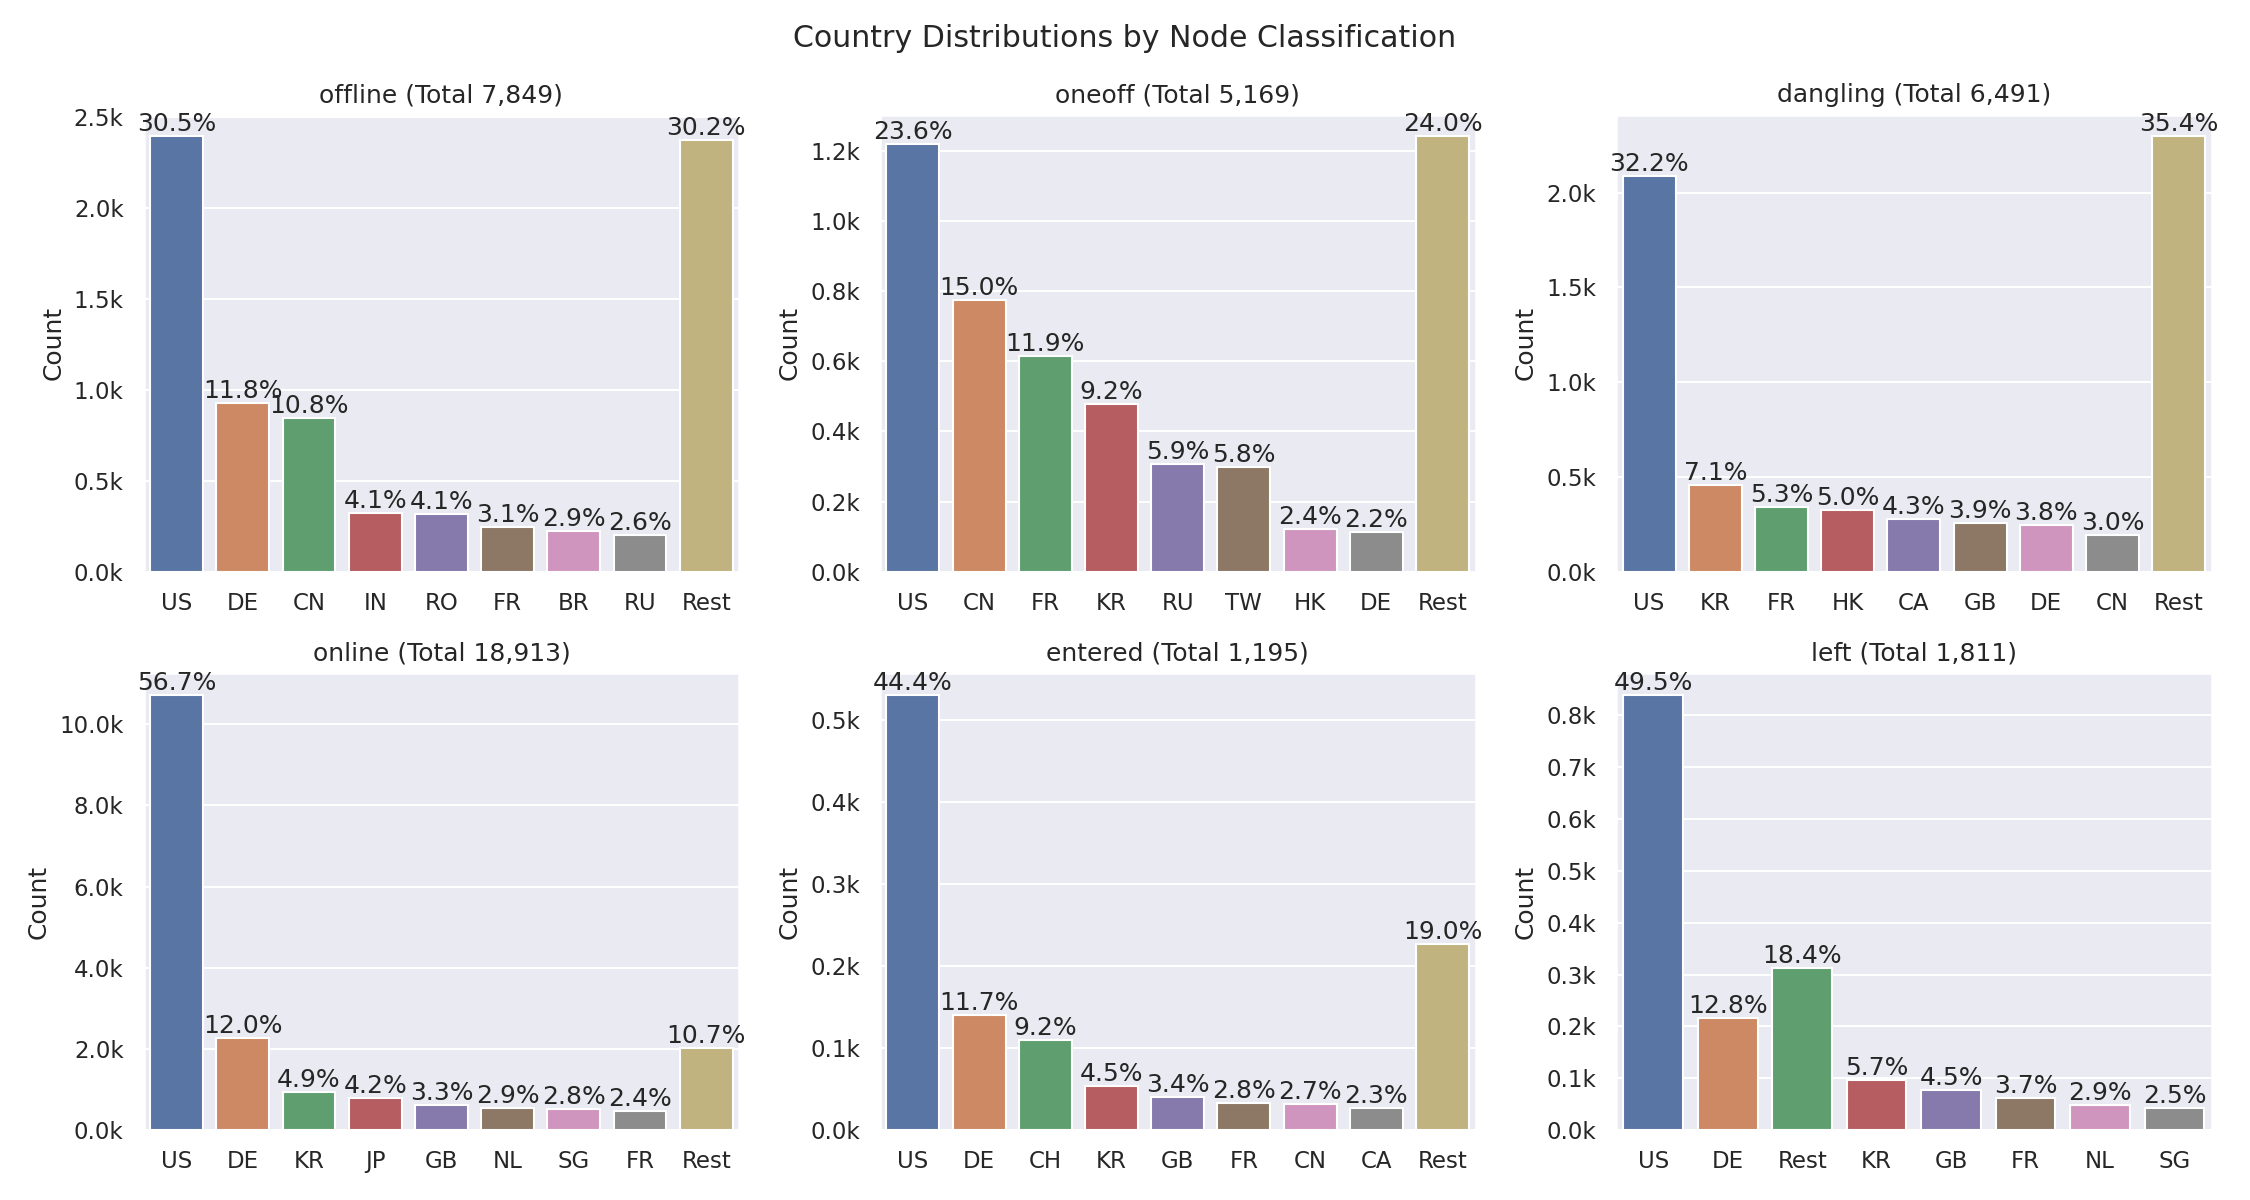 Country Distributions by Node Classification
offline (Total 7,849)
Count
2.5k
2.0k
1.5k
1.0k
0.5k
0.0k
30.5%
11.8%
10.8%
4.1%
4.1%
3.1%
2.9%
2.6%
30.2%
US DE CN IN RO FR BR RU Rest
oneoff (Total 5,169)
Count
1.2k
1.0k
0.8k
0.6k
0.4k
0.2k
0.0k
23.6%
15.0%
11.9%
9.2%
5.9%
5.8%
2.4%
2.2%
24.0%
US CN FR KR RU TW HK DE Rest
dangling (Total 6,491)
Count
2.0k
1.5k
1.0k
0.5k
0.0k
32.2%
7.1%
5.3%
5.0%
4.3%
3.9%
3.8%
3.0%
35.4%
US KR FR HK CA GB DE CN Rest
online (Total 18,913)
Count
10.0k
8.0k
6.0k
4.0k
2.0k
0.0k
56.7%
12.0%
4.9%
4.2%
3.3%
2.9%
2.8%
2.4%
10.7%
US DE KR JP GB NL SG FR Rest
entered (Total 1,195)
Count
0.5k
0.4k
0.3k
0.2k
0.1k
0.0k
44.4%
11.7%
9.2%
4.5%
3.4%
2.8%
2.7%
2.3%
19.0%
US DE CH KR GB FR CN CA Rest
left (Total 1,811)
Count
0.8k
0.7k
0.6k
0.5k
0.4k
0.3k
0.2k
0.1k
0.0k
49.5%
12.8%
18.4%
5.7%
4.5%
3.7%
2.9%
2.5%
US DE Rest KR GB FR NL SG